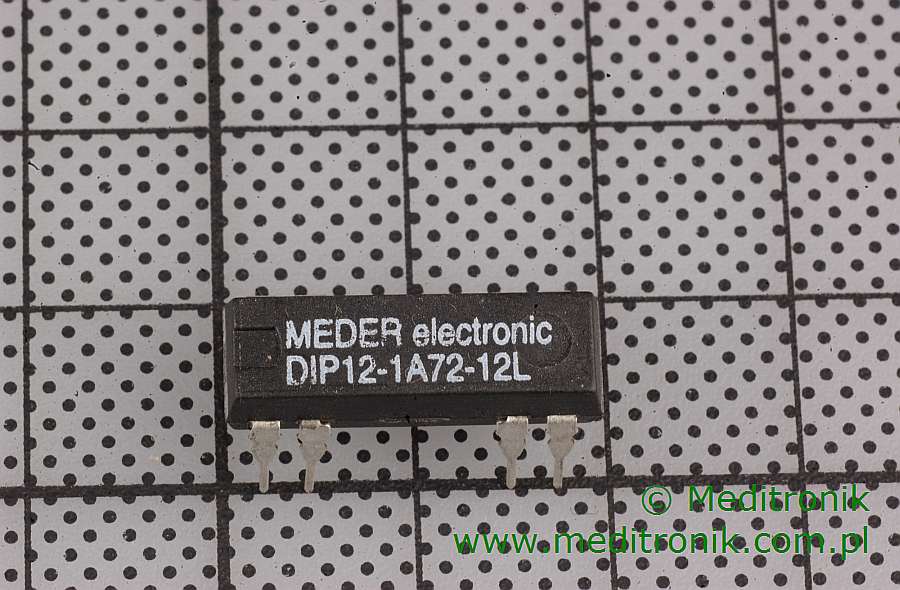 MEDER electronic
DIP12-1A72-12L
© Meditronik
www.meditronik.com.pl